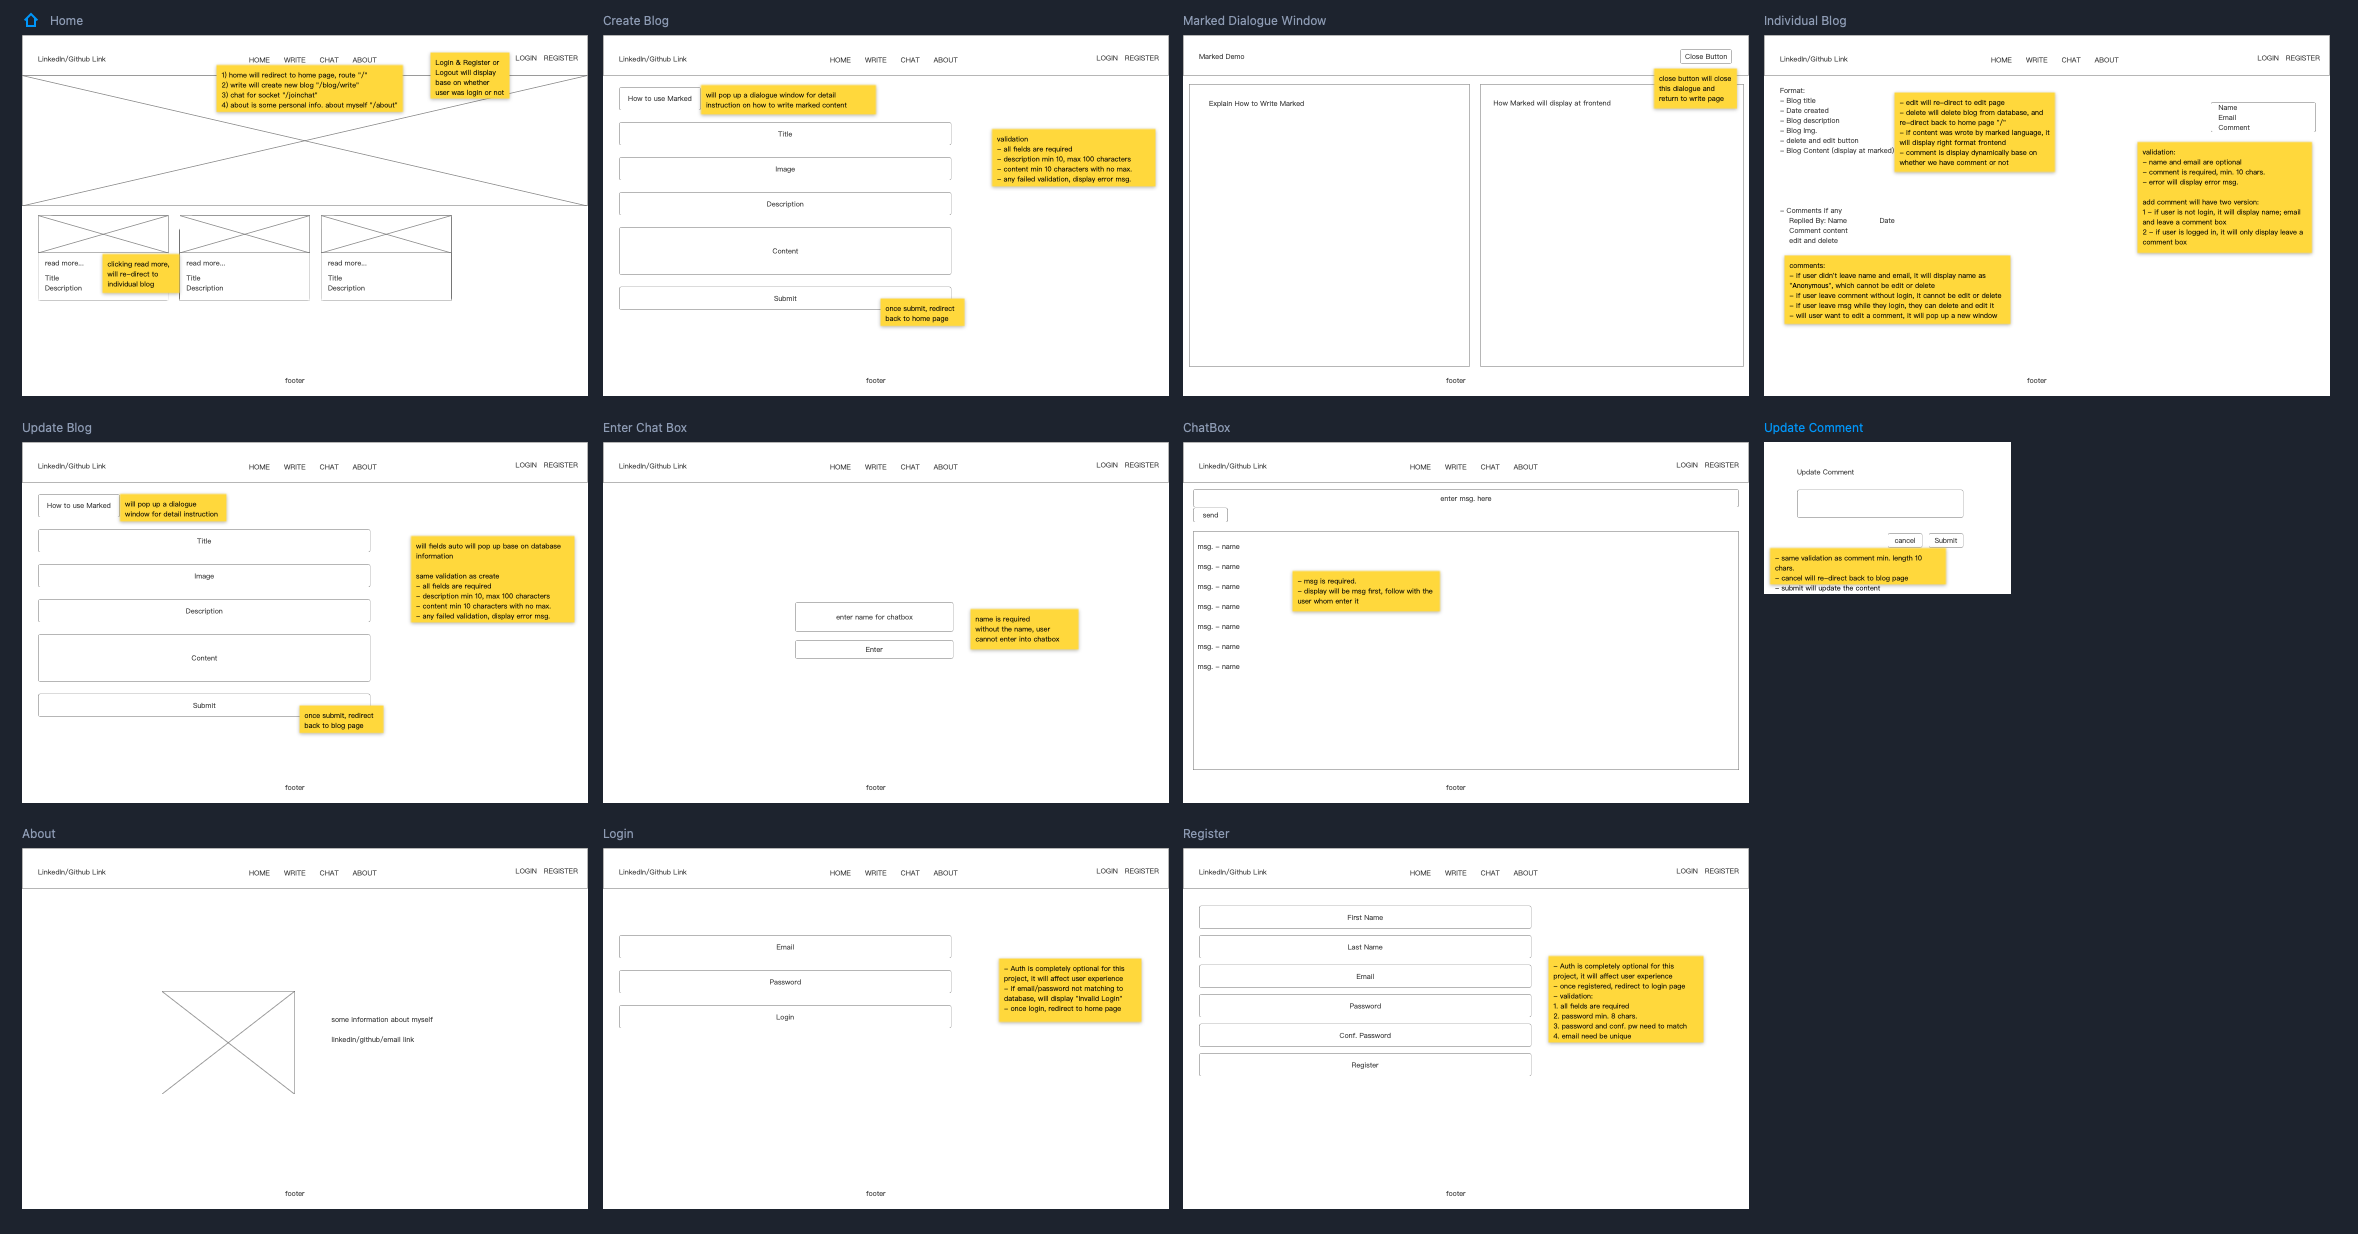 Home
LinkedIn/Github Link
HOME WRITE CHAT ABOUT
LOGIN REGISTER
1) home will redirect to home page, route "/"
2) write will create new blog "/blog/write"
3) chat for socket "/joinchat"
4) about is some personal info. about myself "/about"
Login & Register or
Logout will display
base on whether
user was login or not
read more...
Title
Description
clicking read more,
will re-direct to
individual blog
read more...
Title
Description
read more...
Title
Description
footer
Create Blog
LinkedIn/Github Link
HOME WRITE CHAT ABOUT
LOGIN REGISTER
How to use Marked
will pop up a dialogue window for detail
instruction on how to write marked content
Title
Image
Description
Content
Submit
validation
- all fields are required
- description min 10, max 100 characters
- content min 10 characters with no max.
- any failed validation, display error msg.
once submit, redirect
back to home page
footer
Marked Dialogue Window
Marked Demo
Close Button
close button will close
this dialogue and
return to write page
Explain How to Write Marked
How Marked will display at frontend
footer
Individual Blog
LinkedIn/Github Link
HOME WRITE CHAT ABOUT
LOGIN REGISTER
Format:
- Blog title
- Date created
- Blog description
- Blog img.
- delete and edit button
- Blog Content (display at marked)
- edit will re-direct to edit page
- delete will delete blog from database, and
re-direct back to home page "/"
- if content was wrote by marked language, it
will display right format frontend
- comment is display dynamically base on
whether we have comment or not
Name
Email
Comment
validation:
- name and email are optional
- comment is required, min. 10 chars.
- error will display error msg.
add comment will have two version:
1 - if user is not login, it will display name; email
and leave a comment box
2 - if user is logged in, it will only display leave a
comment box
- Comments if any
Replied By: Name Date
Comment content
edit and delete
comments:
- if user didn't leave name and email, it will display name as
"Anonymous", which cannot be edit or delete
- if user leave comment without login, it cannot be edit or delete
- if user leave msg while they login, they can delete and edit it
- will user want to edit a comment, it will pop up a new window
footer
Update Blog
LinkedIn/Github Link
HOME WRITE CHAT ABOUT
LOGIN REGISTER
How to use Marked
will pop up a dialogue
window for detail instruction
Title
Image
Description
Content
Submit
will fields auto will pop up base on database
information
same validation as create
- all fields are required
- description min 10, max 100 characters
- content min 10 characters with no max.
- any failed validation, display error msg.
once submit, redirect
back to blog page
footer
Enter Chat Box
LinkedIn/Github Link
HOME WRITE CHAT ABOUT
LOGIN REGISTER
enter name for chatbox
Enter
name is required
without the name, user
cannot enter into chatbox
footer
ChatBox
LinkedIn/Github Link
HOME WRITE CHAT ABOUT
LOGIN REGISTER
enter msg. here
send
msg. - name
msg. - name
msg. - name
msg. - name
msg. - name
msg. - name
msg. - name
- msg is required.
- display will be msg first, follow with the
user whom enter it
footer
Update Comment
Update Comment
cancel
Submit
- same validation as comment min. length 10
chars.
- cancel will re-direct back to blog page
- submit will update the content
About
LinkedIn/Github Link
HOME WRITE CHAT ABOUT
LOGIN REGISTER
some information about myself
linkedin/github/email link
footer
Login
LinkedIn/Github Link
HOME WRITE CHAT ABOUT
LOGIN REGISTER
Email
Password
Login
- Auth is completely optional for this
project, it will affect user experience
- if email/password not matching to
database, will display "Invalid Login"
- once login, redirect to home page
footer
Register
LinkedIn/Github Link
HOME WRITE CHAT ABOUT
LOGIN REGISTER
First Name
Last Name
Email
Password
Conf. Password
Register
- Auth is completely optional for this
project, it will affect user experience
- once registered, redirect to login page
- validation:
1. all fields are required
2. password min. 8 chars.
3. password and conf. pw need to match
4. email need be unique
footer